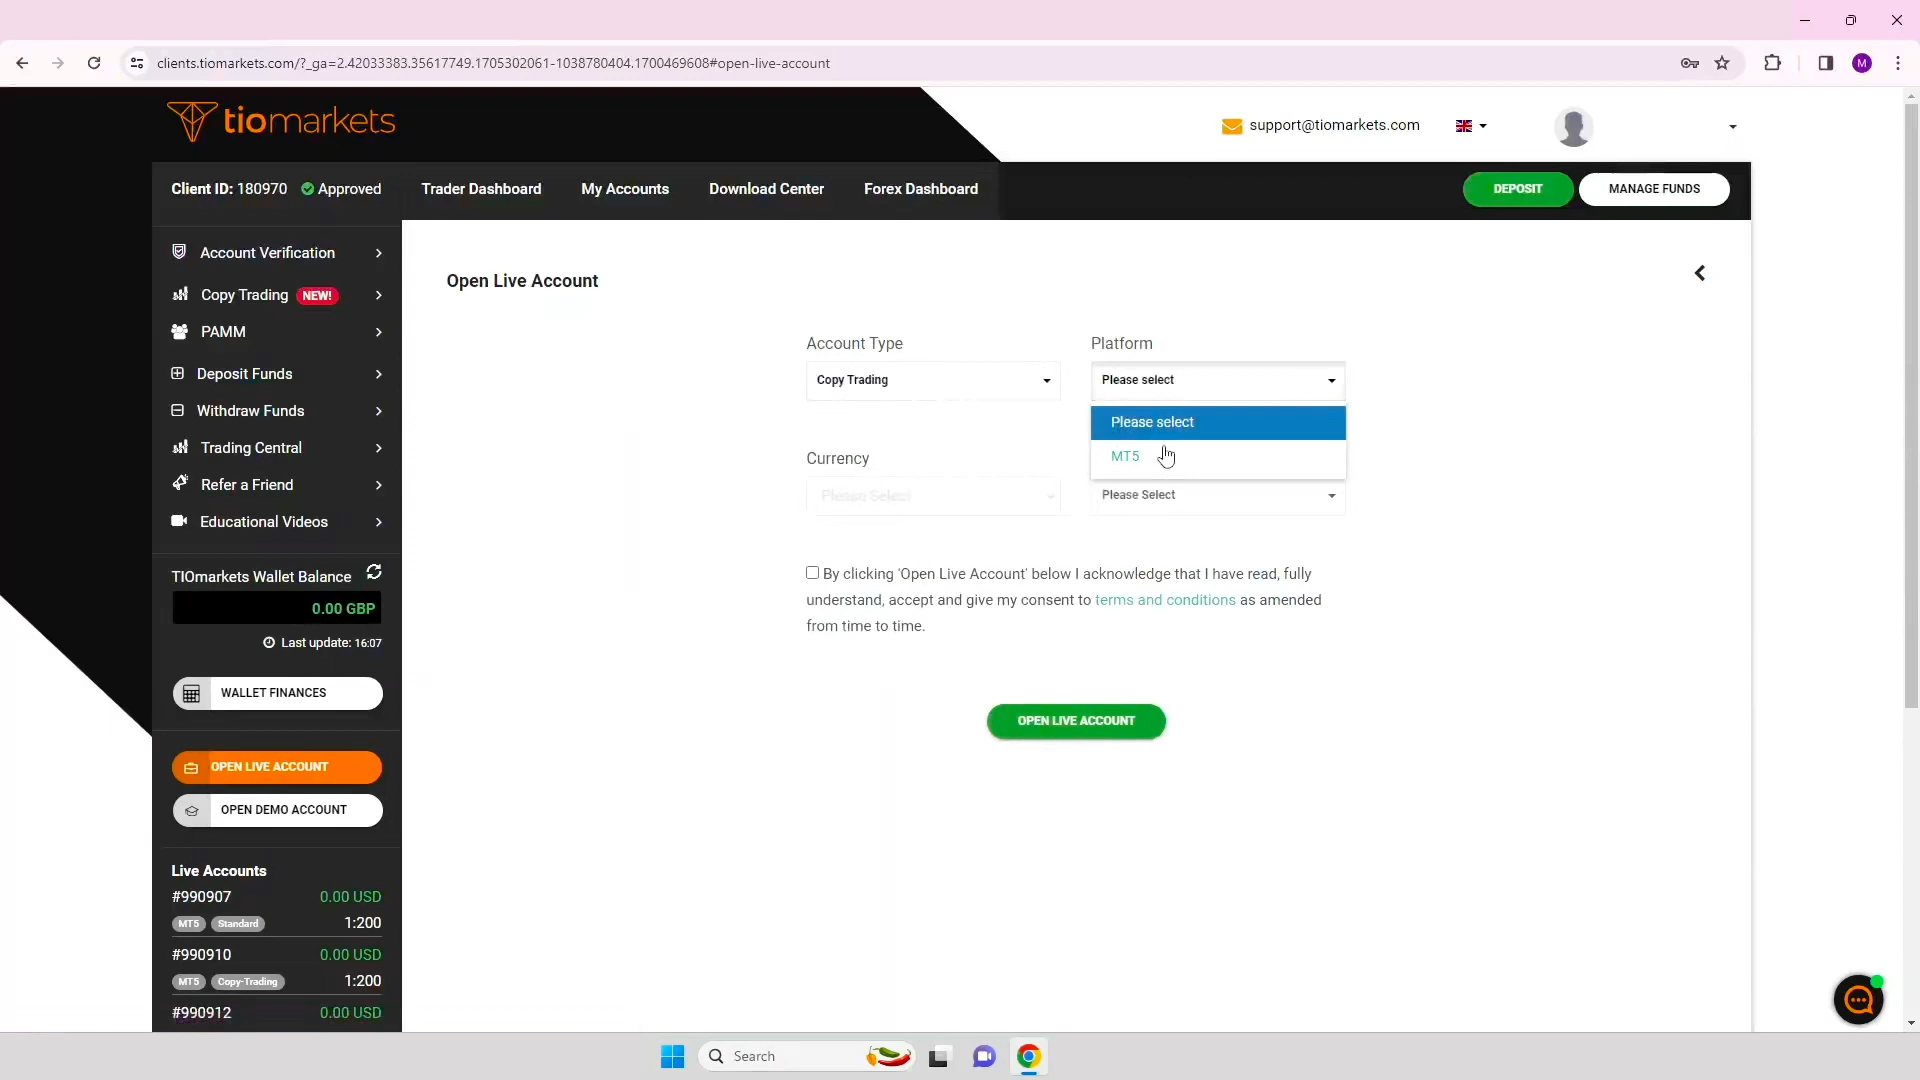 clients.tiomarkets.com/?_ga=2.42033383.35617749.1705302061-1038780404.1700469608#open-live-account
M
tiomarkets
support@tiomarkets.com
Client ID: 180970 Approved
Trader Dashboard
My Accounts
Download Center
Forex Dashboard
DEPOSIT
MANAGE FUNDS
Account Verification
Copy Trading NEW!
PAMM
Deposit Funds
Withdraw Funds
Trading Central
Refer a Friend
Educational Videos
TIOmarkets Wallet Balance
0.00 GBP
Last update: 16:07
WALLET FINANCES
OPEN LIVE ACCOUNT
OPEN DEMO ACCOUNT
Live Accounts
#990907 0.00 USD
MT5 Standard 1:200
#990910 0.00 USD
MT5 Copy-Trading 1:200
#990912 0.00 USD
Open Live Account
Account Type
Copy Trading
Platform
Please select
Please select
MT5
Currency
Please Select
Please Select
By clicking 'Open Live Account' below I acknowledge that I have read, fully
understand, accept and give my consent to terms and conditions as amended
from time to time.
OPEN LIVE ACCOUNT
Search